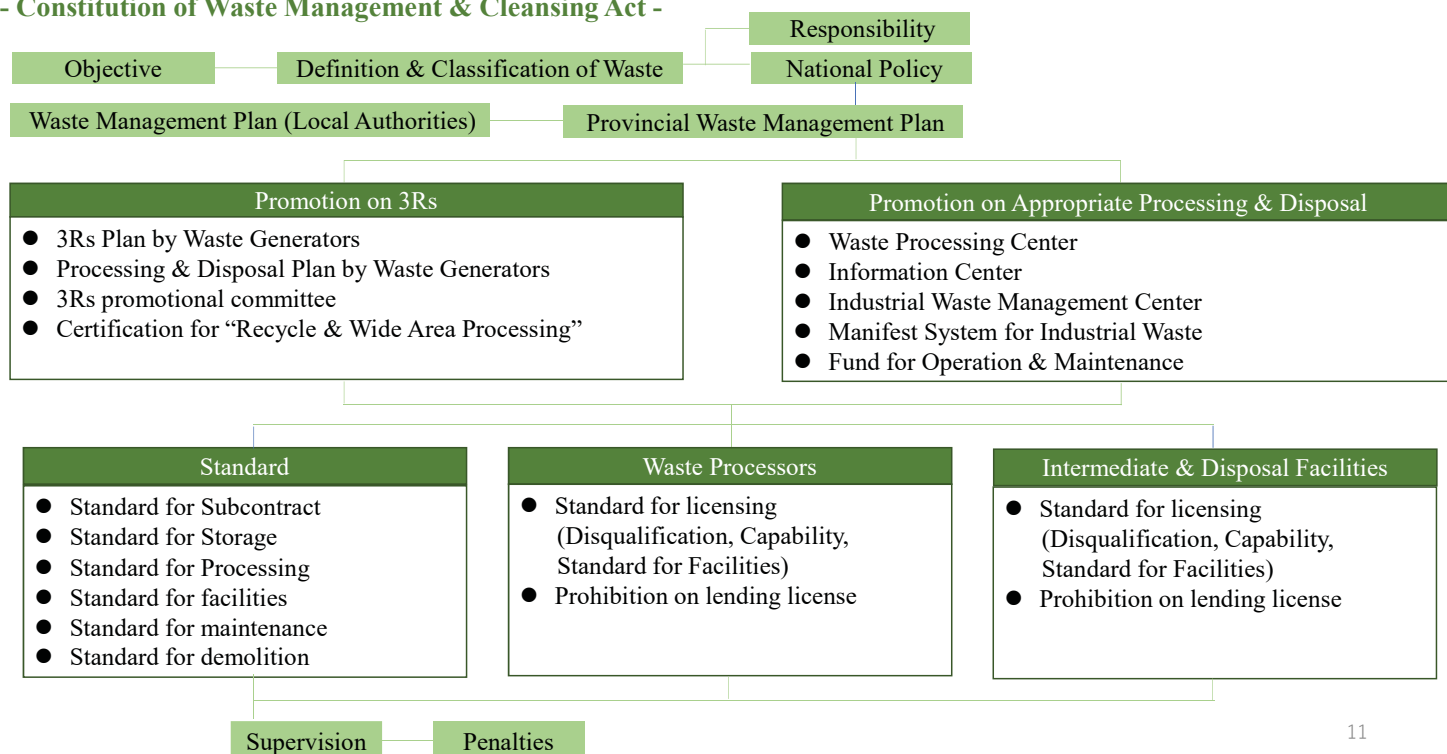 - Constitution of Waste Management & Cleansing Act -
Responsibility
Objective
Definition & Classification of Waste
National Policy
Waste Management Plan (Local Authorities)
Provincial Waste Management Plan
Promotion on 3Rs
● 3Rs Plan by Waste Generators
● Processing & Disposal Plan by Waste Generators
● 3Rs promotional committee
● Certification for “Recycle & Wide Area Processing”
Promotion on Appropriate Processing & Disposal
● Waste Processing Center
● Information Center
● Industrial Waste Management Center
● Manifest System for Industrial Waste
● Fund for Operation & Maintenance
Standard
● Standard for Subcontract
● Standard for Storage
● Standard for Processing
● Standard for facilities
● Standard for maintenance
● Standard for demolition
Waste Processors
● Standard for licensing
(Disqualification, Capability,
Standard for Facilities)
● Prohibition on lending license
Intermediate & Disposal Facilities
● Standard for licensing
(Disqualification, Capability,
Standard for Facilities)
● Prohibition on lending license
Supervision
Penalties
11